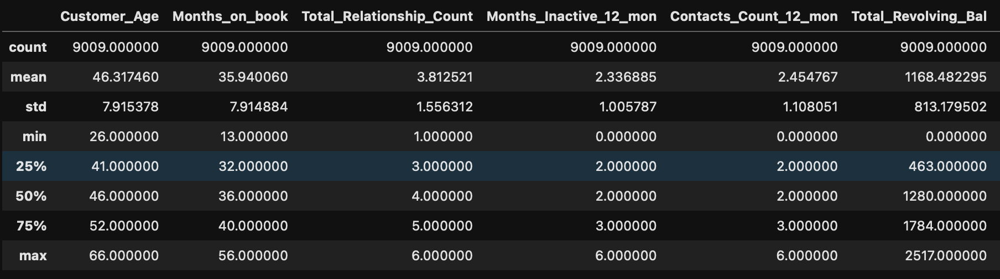 Customer_Age Months_on_book Total_Relationship_Count Months_Inactive_12_mon Contacts_Count_12_mon Total_Revolving_Bal
count 9009.000000 9009.000000 9009.000000 9009.000000 9009.000000 9009.000000
mean 46.317460 35.940060 3.812521 2.336885 2.454767 1168.482295
std 7.915378 7.914884 1.556312 1.005787 1.108051 813.179502
min 26.000000 13.000000 1.000000 0.000000 0.000000 0.000000
25% 41.000000 32.000000 3.000000 2.000000 2.000000 463.000000
50% 46.000000 36.000000 4.000000 2.000000 2.000000 1280.000000
75% 52.000000 40.000000 5.000000 3.000000 3.000000 1784.000000
max 66.000000 56.000000 6.000000 6.000000 6.000000 2517.000000